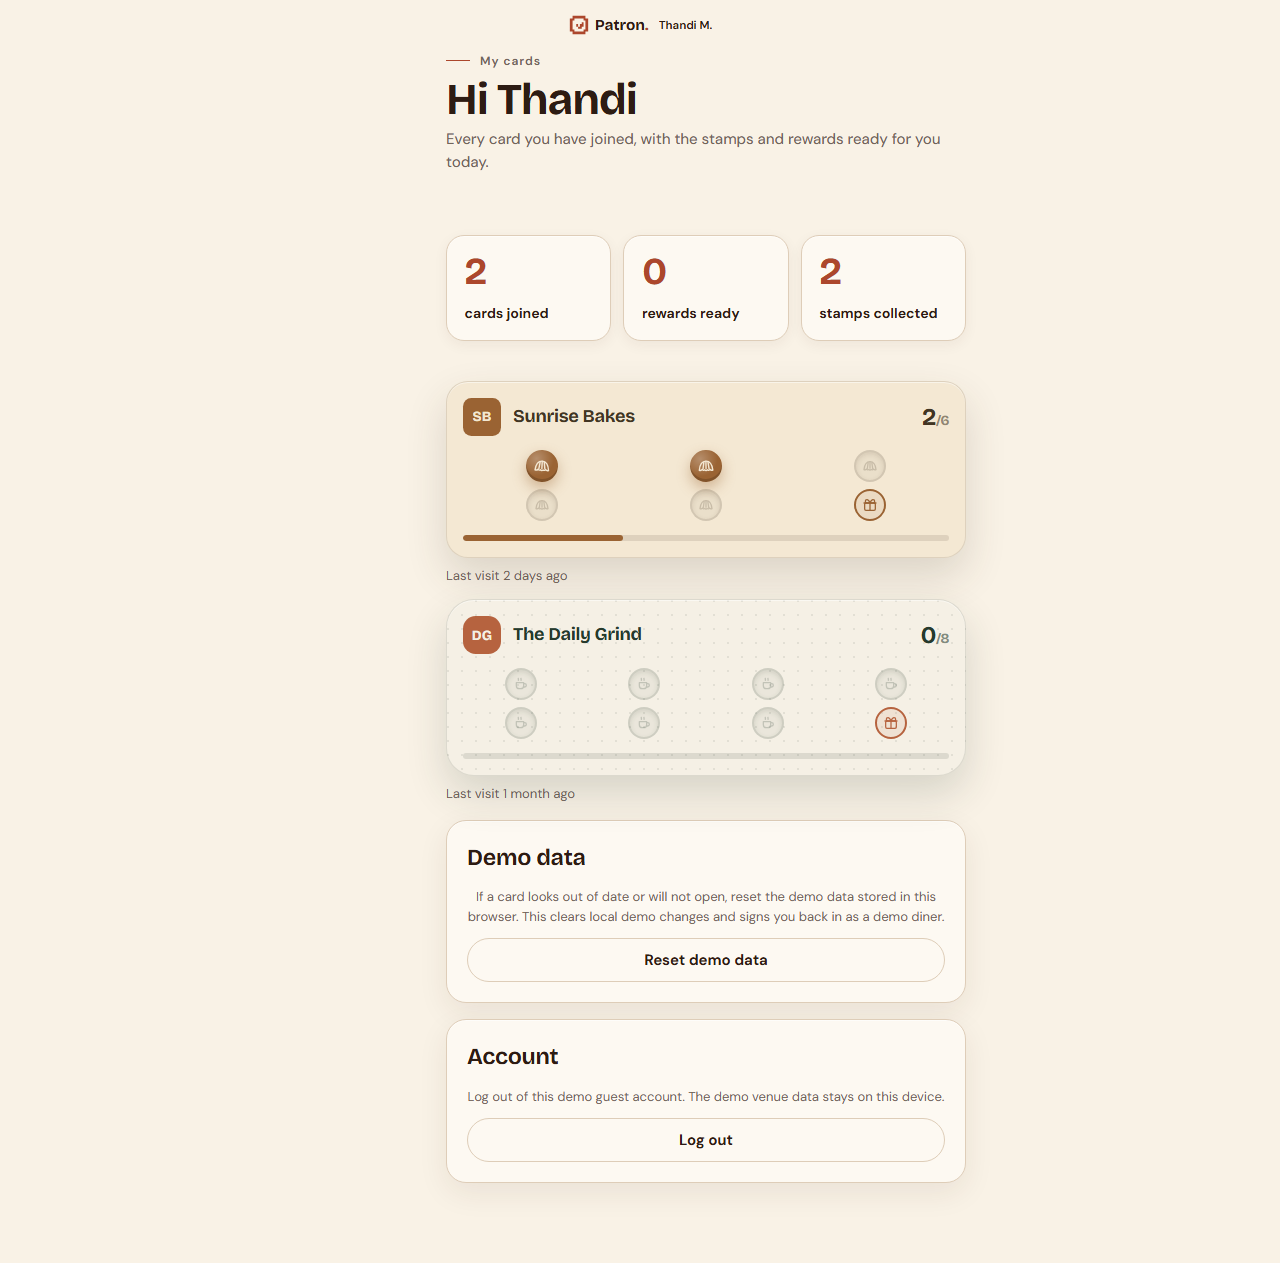 Patron. Thandi M.
My cards
Hi Thandi
Every card you have joined, with the stamps and rewards ready for you
today.
2 0 2
cards joined rewards ready stamps collected
SB Sunrise Bakes 2/6
Last visit 2 days ago
DG The Daily Grind 0/8
Last visit 1 month ago
Demo data
If a card looks out of date or will not open, reset the demo data stored in this
browser. This clears local demo changes and signs you back in as a demo diner.
Reset demo data
Account
Log out of this demo guest account. The demo venue data stays on this device.
Log out